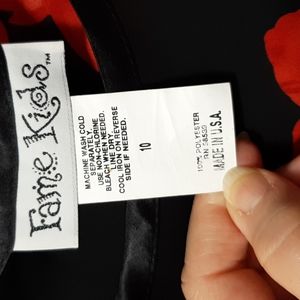 Fame Kids™
MACHINE WASH COLD
SEPARATELY.
USE NON-CHLORINE
BLEACH WHEN NEEDED.
LINE DRY
COOL IRON ON REVERSE
SIDE IF NEEDED.
10
100% POLYESTER
RN
MADE IN U.S.A.